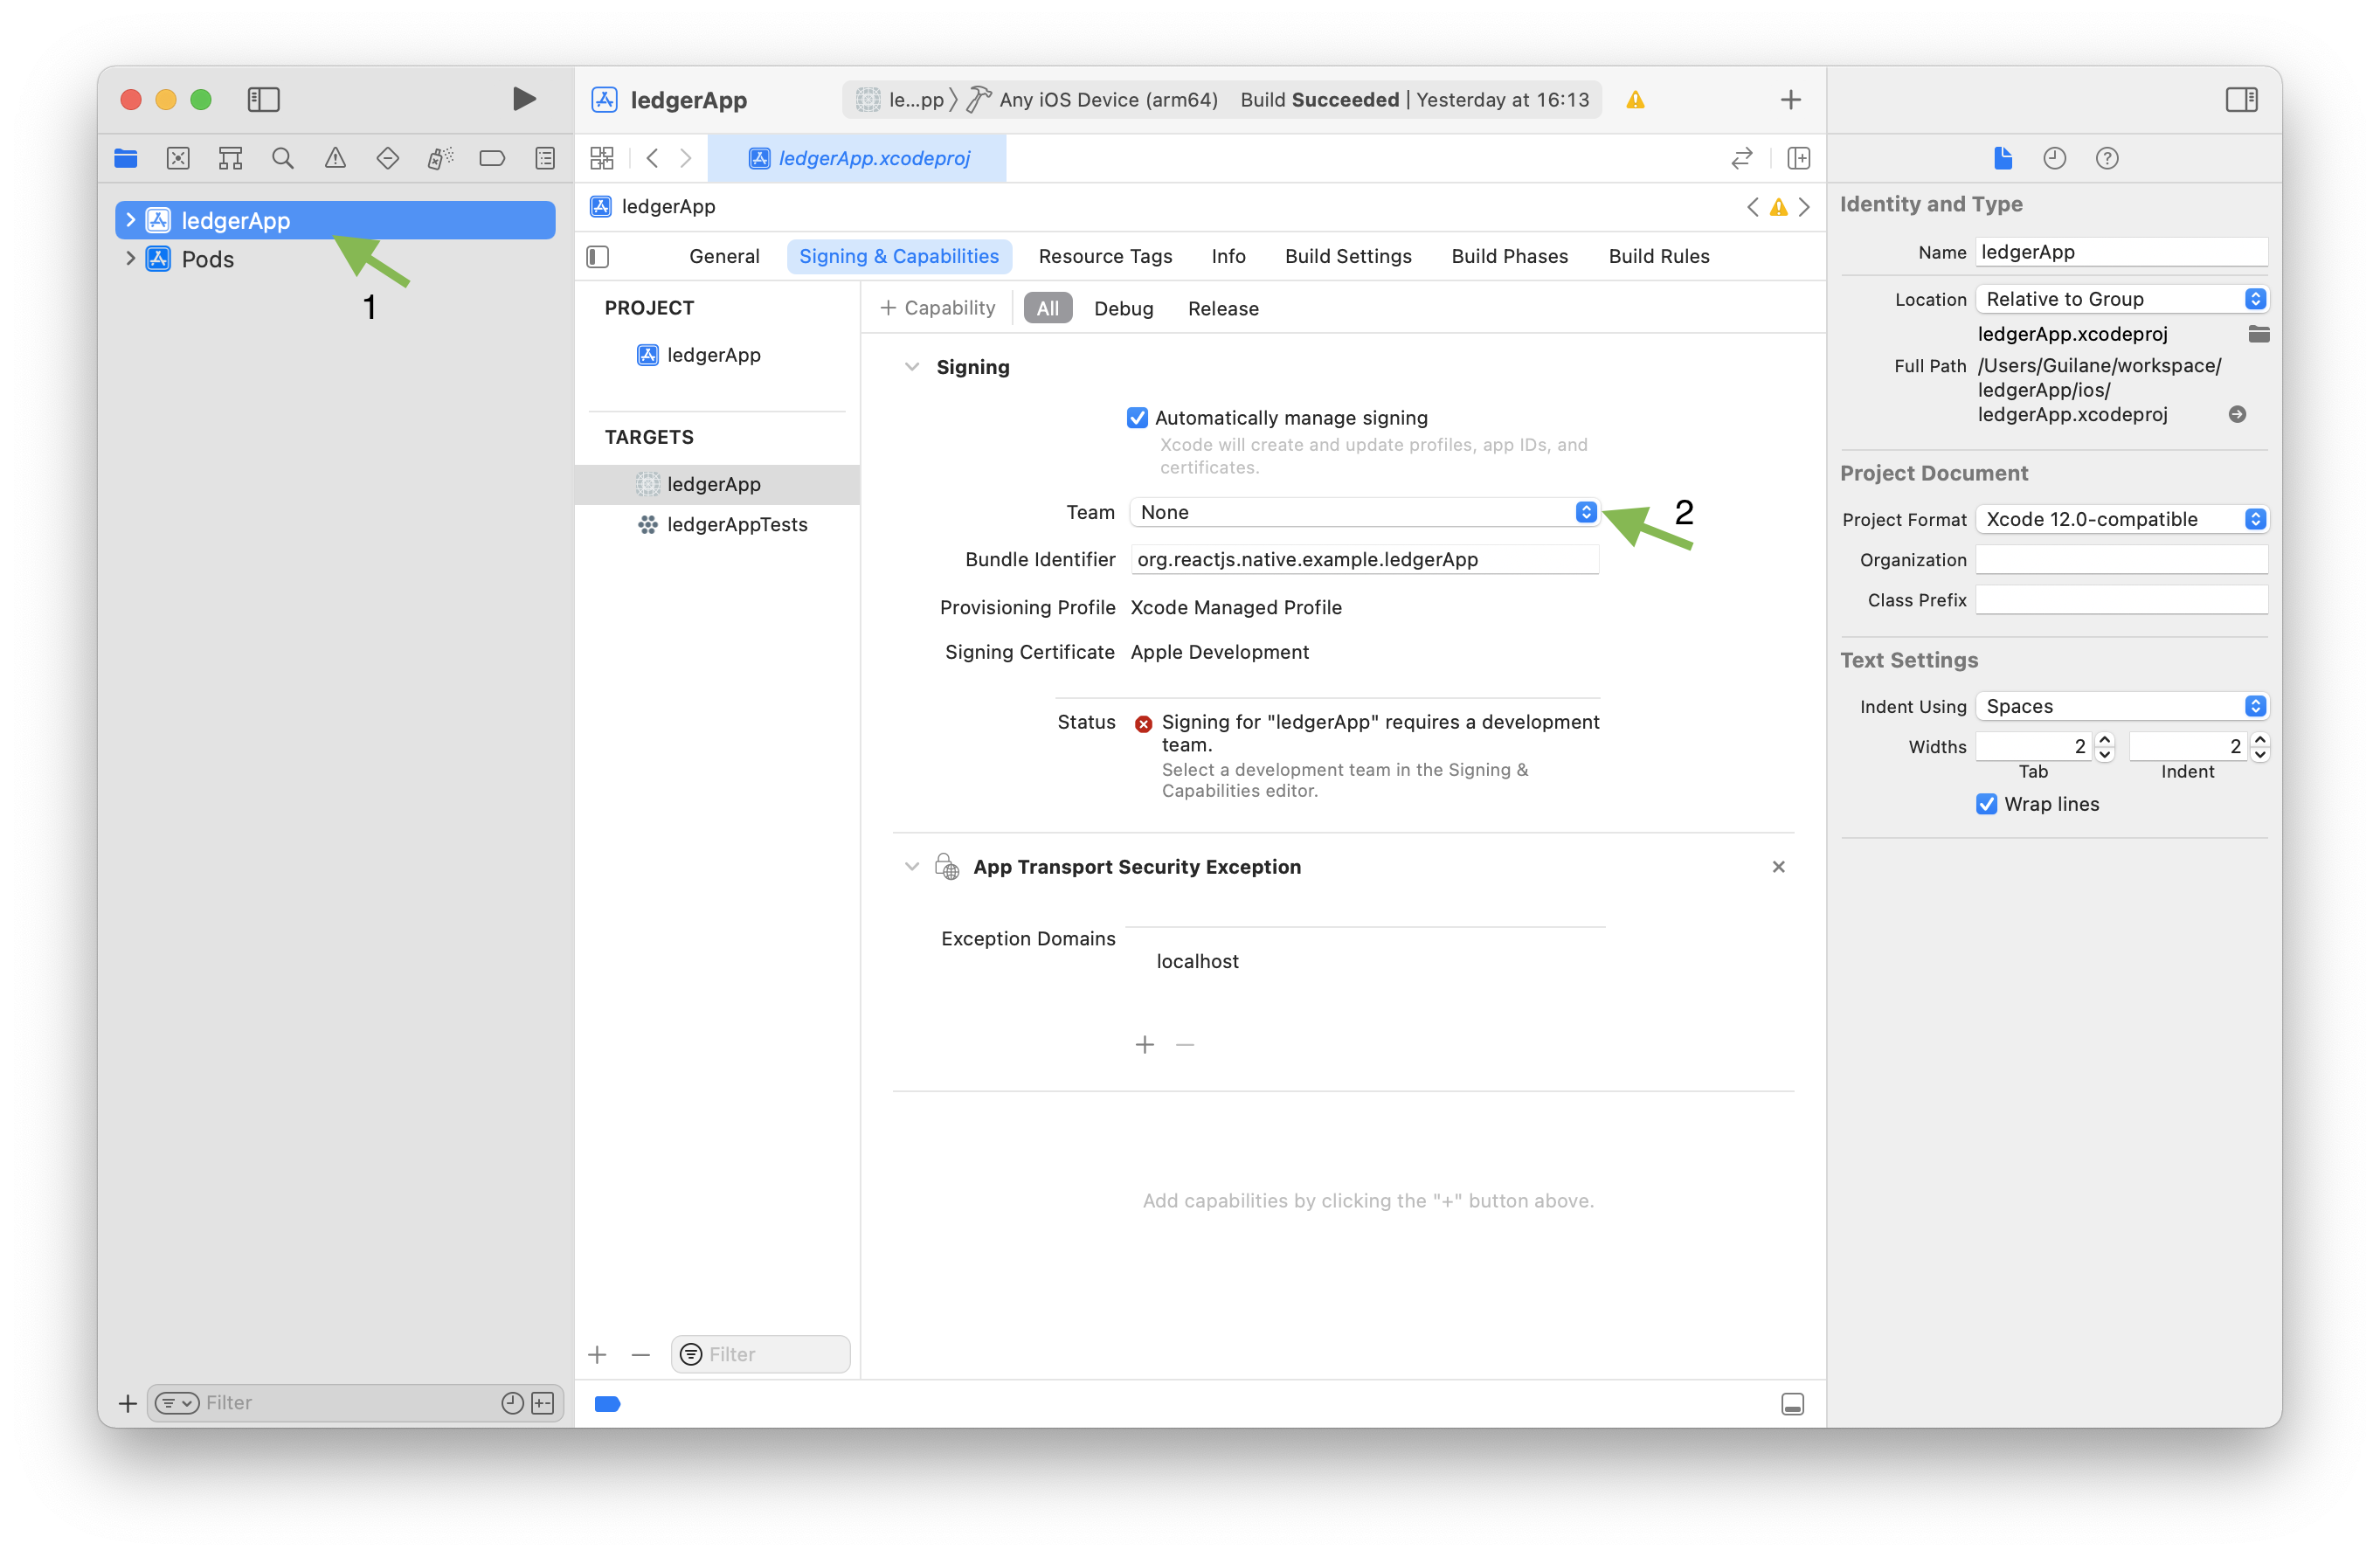 ledgerApp
le...pp
Any iOS Device (arm64)
Build Succeeded | Yesterday at 16:13
ledgerApp.xcodeproj
ledgerApp
Pods
1
ledgerApp
General
Signing & Capabilities
Resource Tags
Info
Build Settings
Build Phases
Build Rules
PROJECT
ledgerApp
TARGETS
ledgerApp
ledgerAppTests
Filter
+ Capability
All
Debug
Release
Signing
Automatically manage signing
Xcode will create and update profiles, app IDs, and
certificates.
Team
None
2
Bundle Identifier
org.reactjs.native.example.ledgerApp
Provisioning Profile
Xcode Managed Profile
Signing Certificate
Apple Development
Status
Signing for "ledgerApp" requires a development
team.
Select a development team in the Signing &
Capabilities editor.
App Transport Security Exception
Exception Domains
localhost
Add capabilities by clicking the "+" button above.
Filter
Identity and Type
Name
ledgerApp
Location
Relative to Group
ledgerApp.xcodeproj
Full Path
/Users/Guilane/workspace/
ledgerApp/ios/
ledgerApp.xcodeproj
Project Document
Project Format
Xcode 12.0-compatible
Organization
Class Prefix
Text Settings
Indent Using
Spaces
Widths
2
2
Tab
Indent
Wrap lines